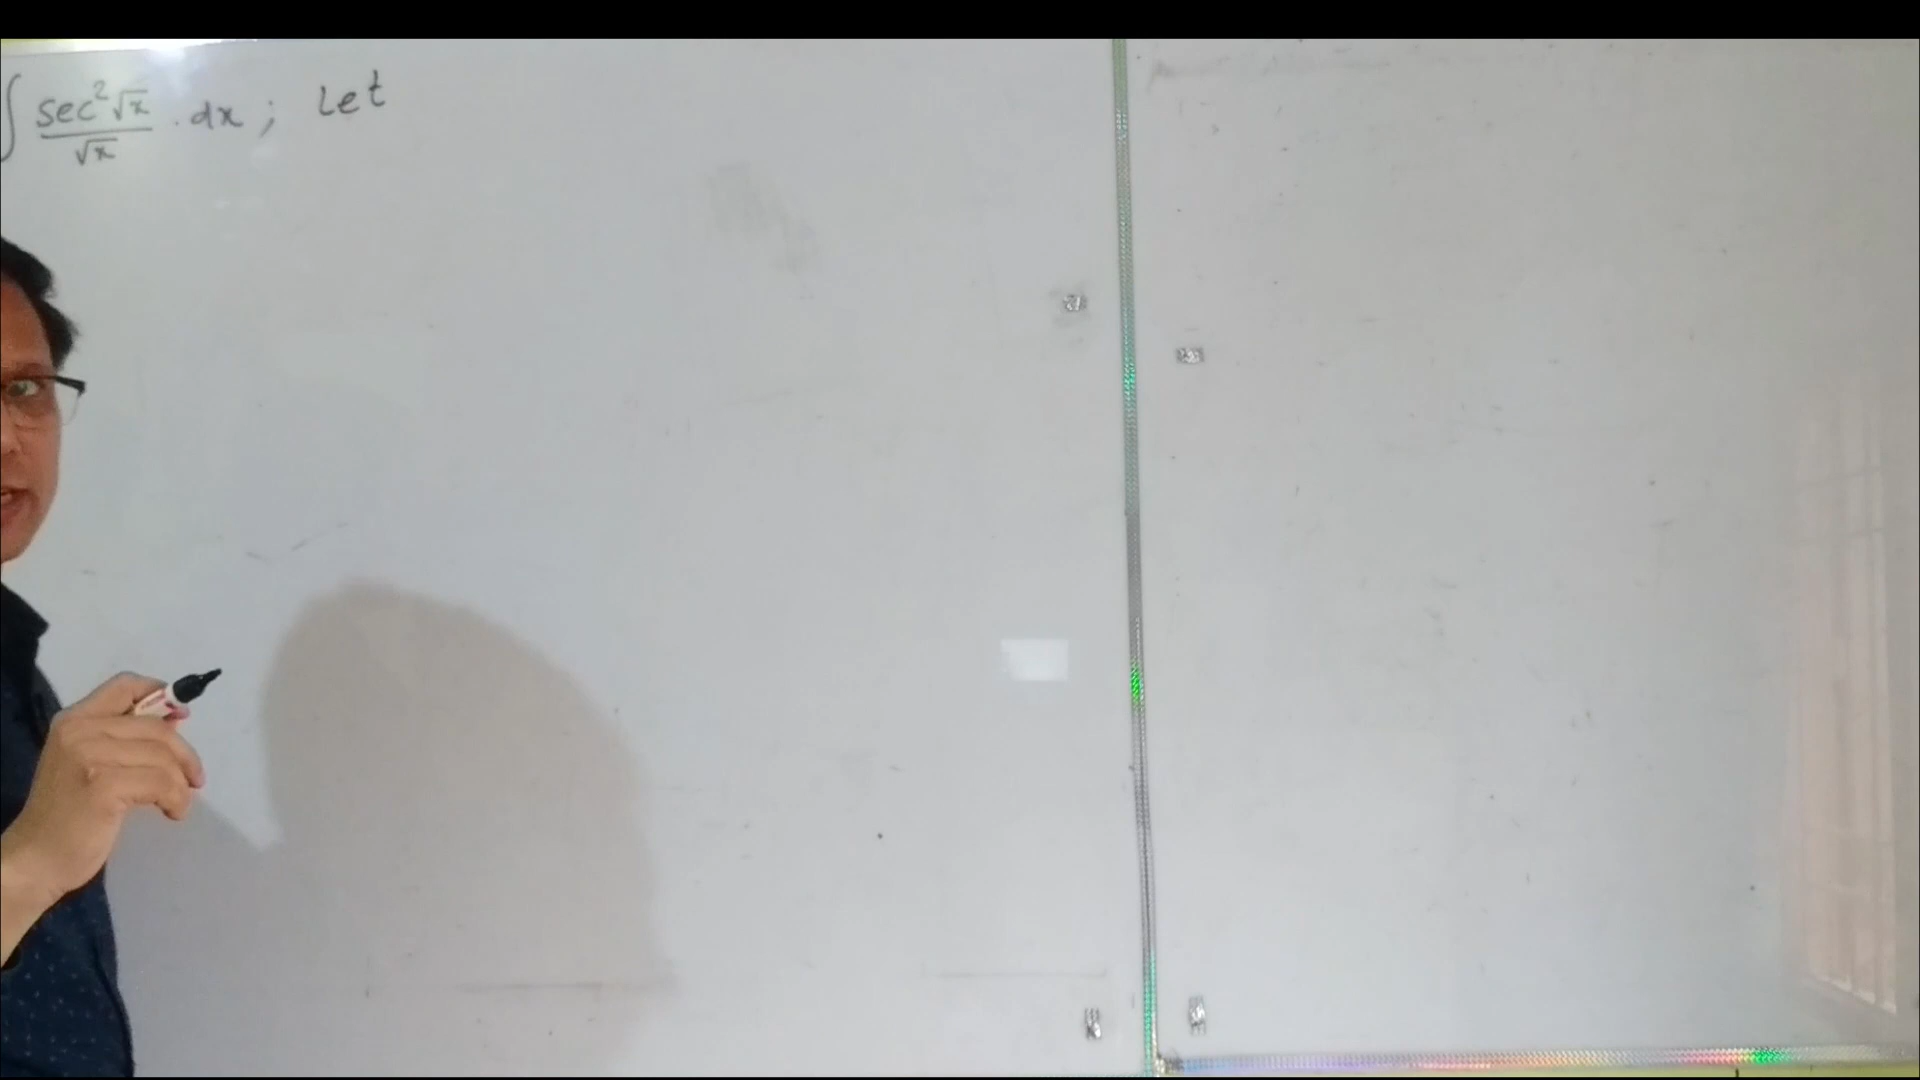 ∫ sec²√x / √x . dx ; Let